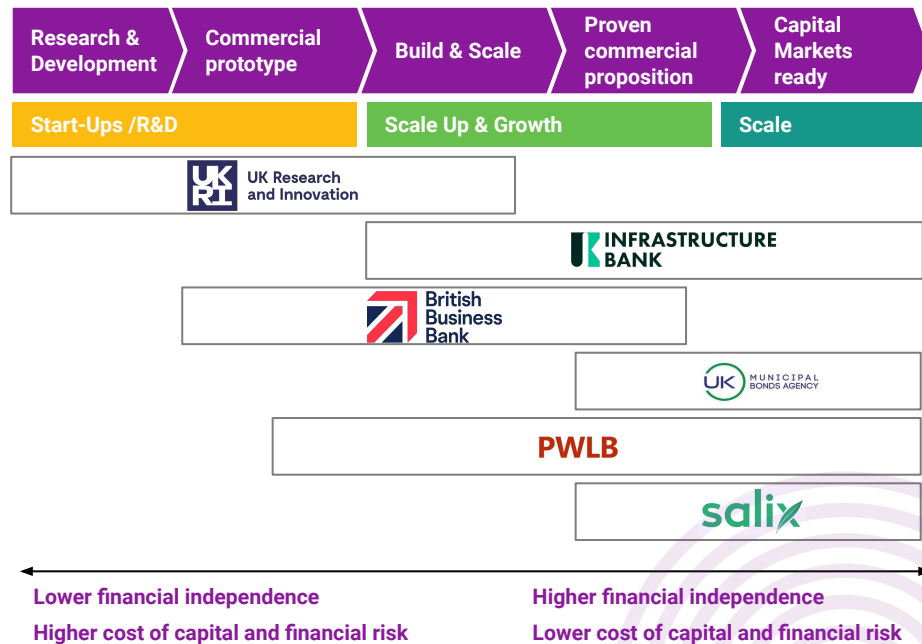 Research &
Development
Commercial
prototype
Build & Scale
Proven
commercial
proposition
Capital
Markets
ready
Start-Ups /R&D
Scale Up & Growth
Scale
UK
RI
UK Research
and Innovation
UK INFRASTRUCTURE
BANK
British
Business
Bank
UK
MUNICIPAL
BONDS AGENCY
PWLB
salix
Lower financial independence
Higher financial independence
Higher cost of capital and financial risk
Lower cost of capital and financial risk